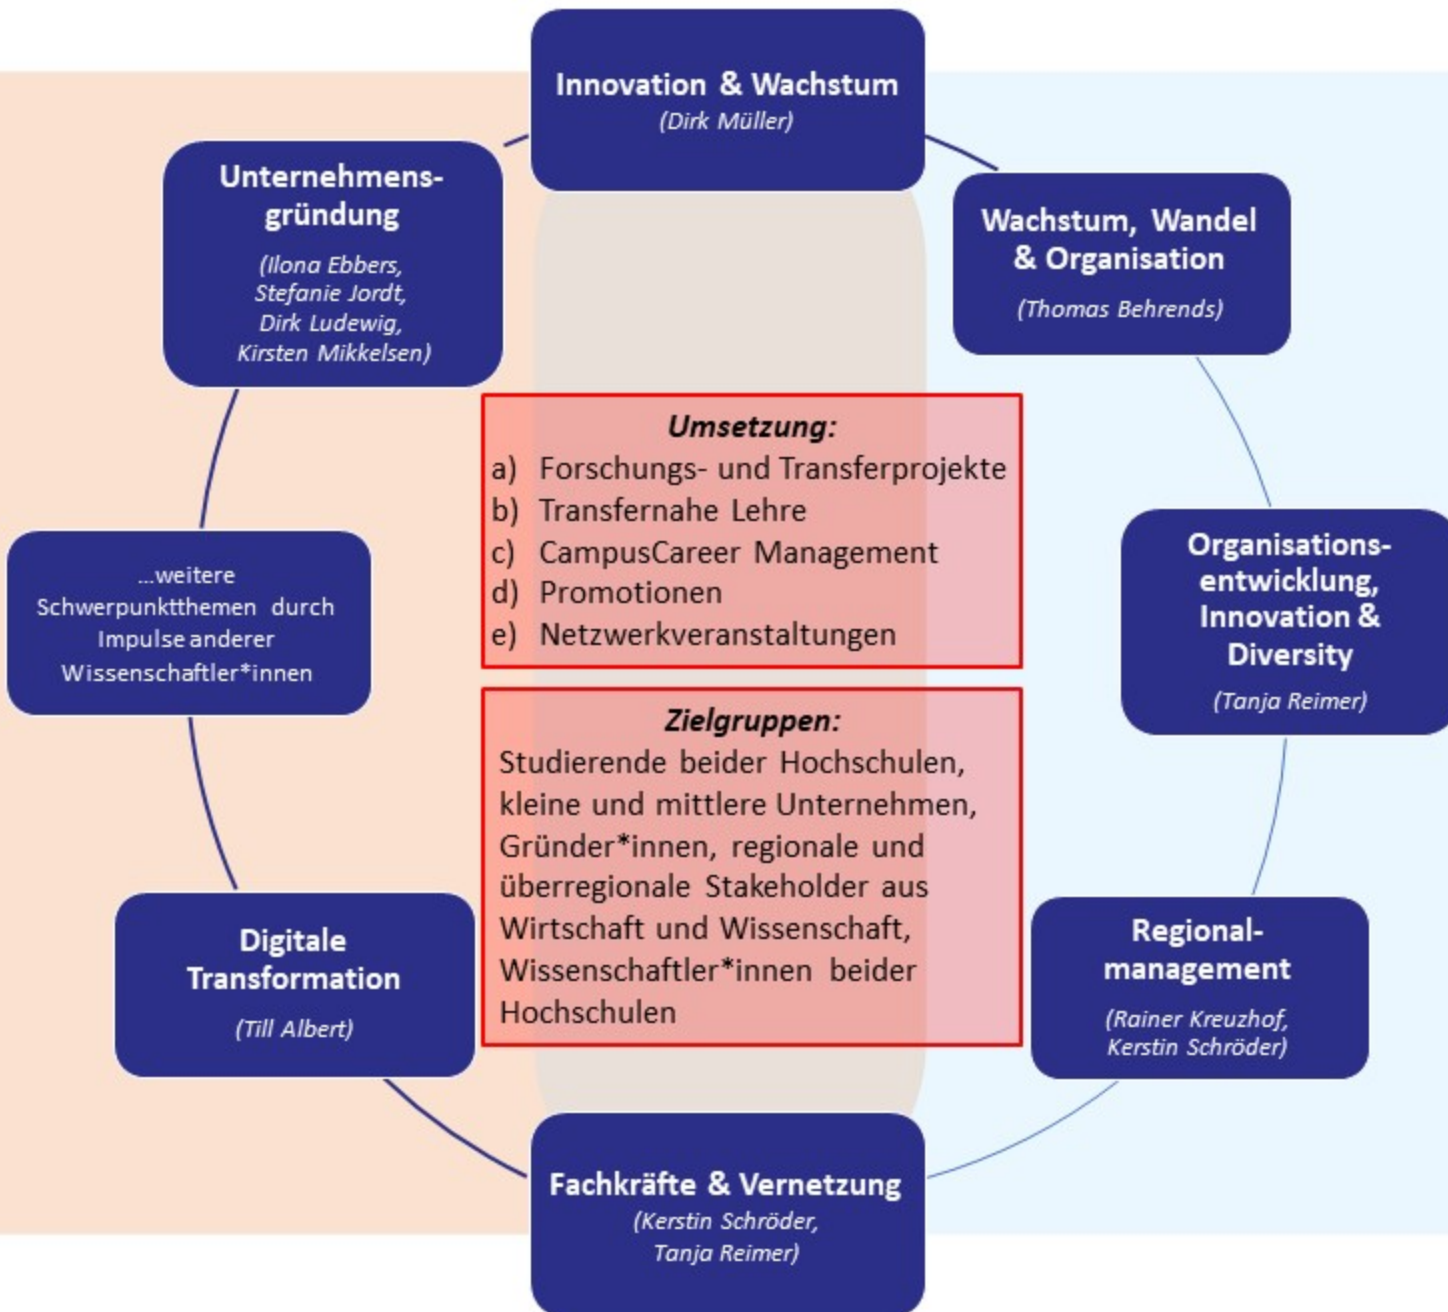 Innovation & Wachstum
(Dirk Müller)
Unternehmens-
gründung
(Ilona Ebbers,
Stefanie Jordt,
Dirk Ludewig,
Kirsten Mikkelsen)
Wachstum, Wandel
& Organisation
(Thomas Behrends)
Umsetzung:
a) Forschungs- und Transferprojekte
b) Transfernahe Lehre
c) CampusCareer Management
d) Promotionen
e) Netzwerkveranstaltungen
...weitere
Schwerpunktthemen durch
Impulse anderer
Wissenschaftler*innen
Organisations-
entwicklung,
Innovation &
Diversity
(Tanja Reimer)
Zielgruppen:
Studierende beider Hochschulen,
kleine und mittlere Unternehmen,
Gründer*innen, regionale und
überregionale Stakeholder aus
Wirtschaft und Wissenschaft,
Wissenschaftler*innen beider
Hochschulen
Digitale
Transformation
(Till Albert)
Regional-
management
(Rainer Kreuzhof,
Kerstin Schröder)
Fachkräfte & Vernetzung
(Kerstin Schröder,
Tanja Reimer)